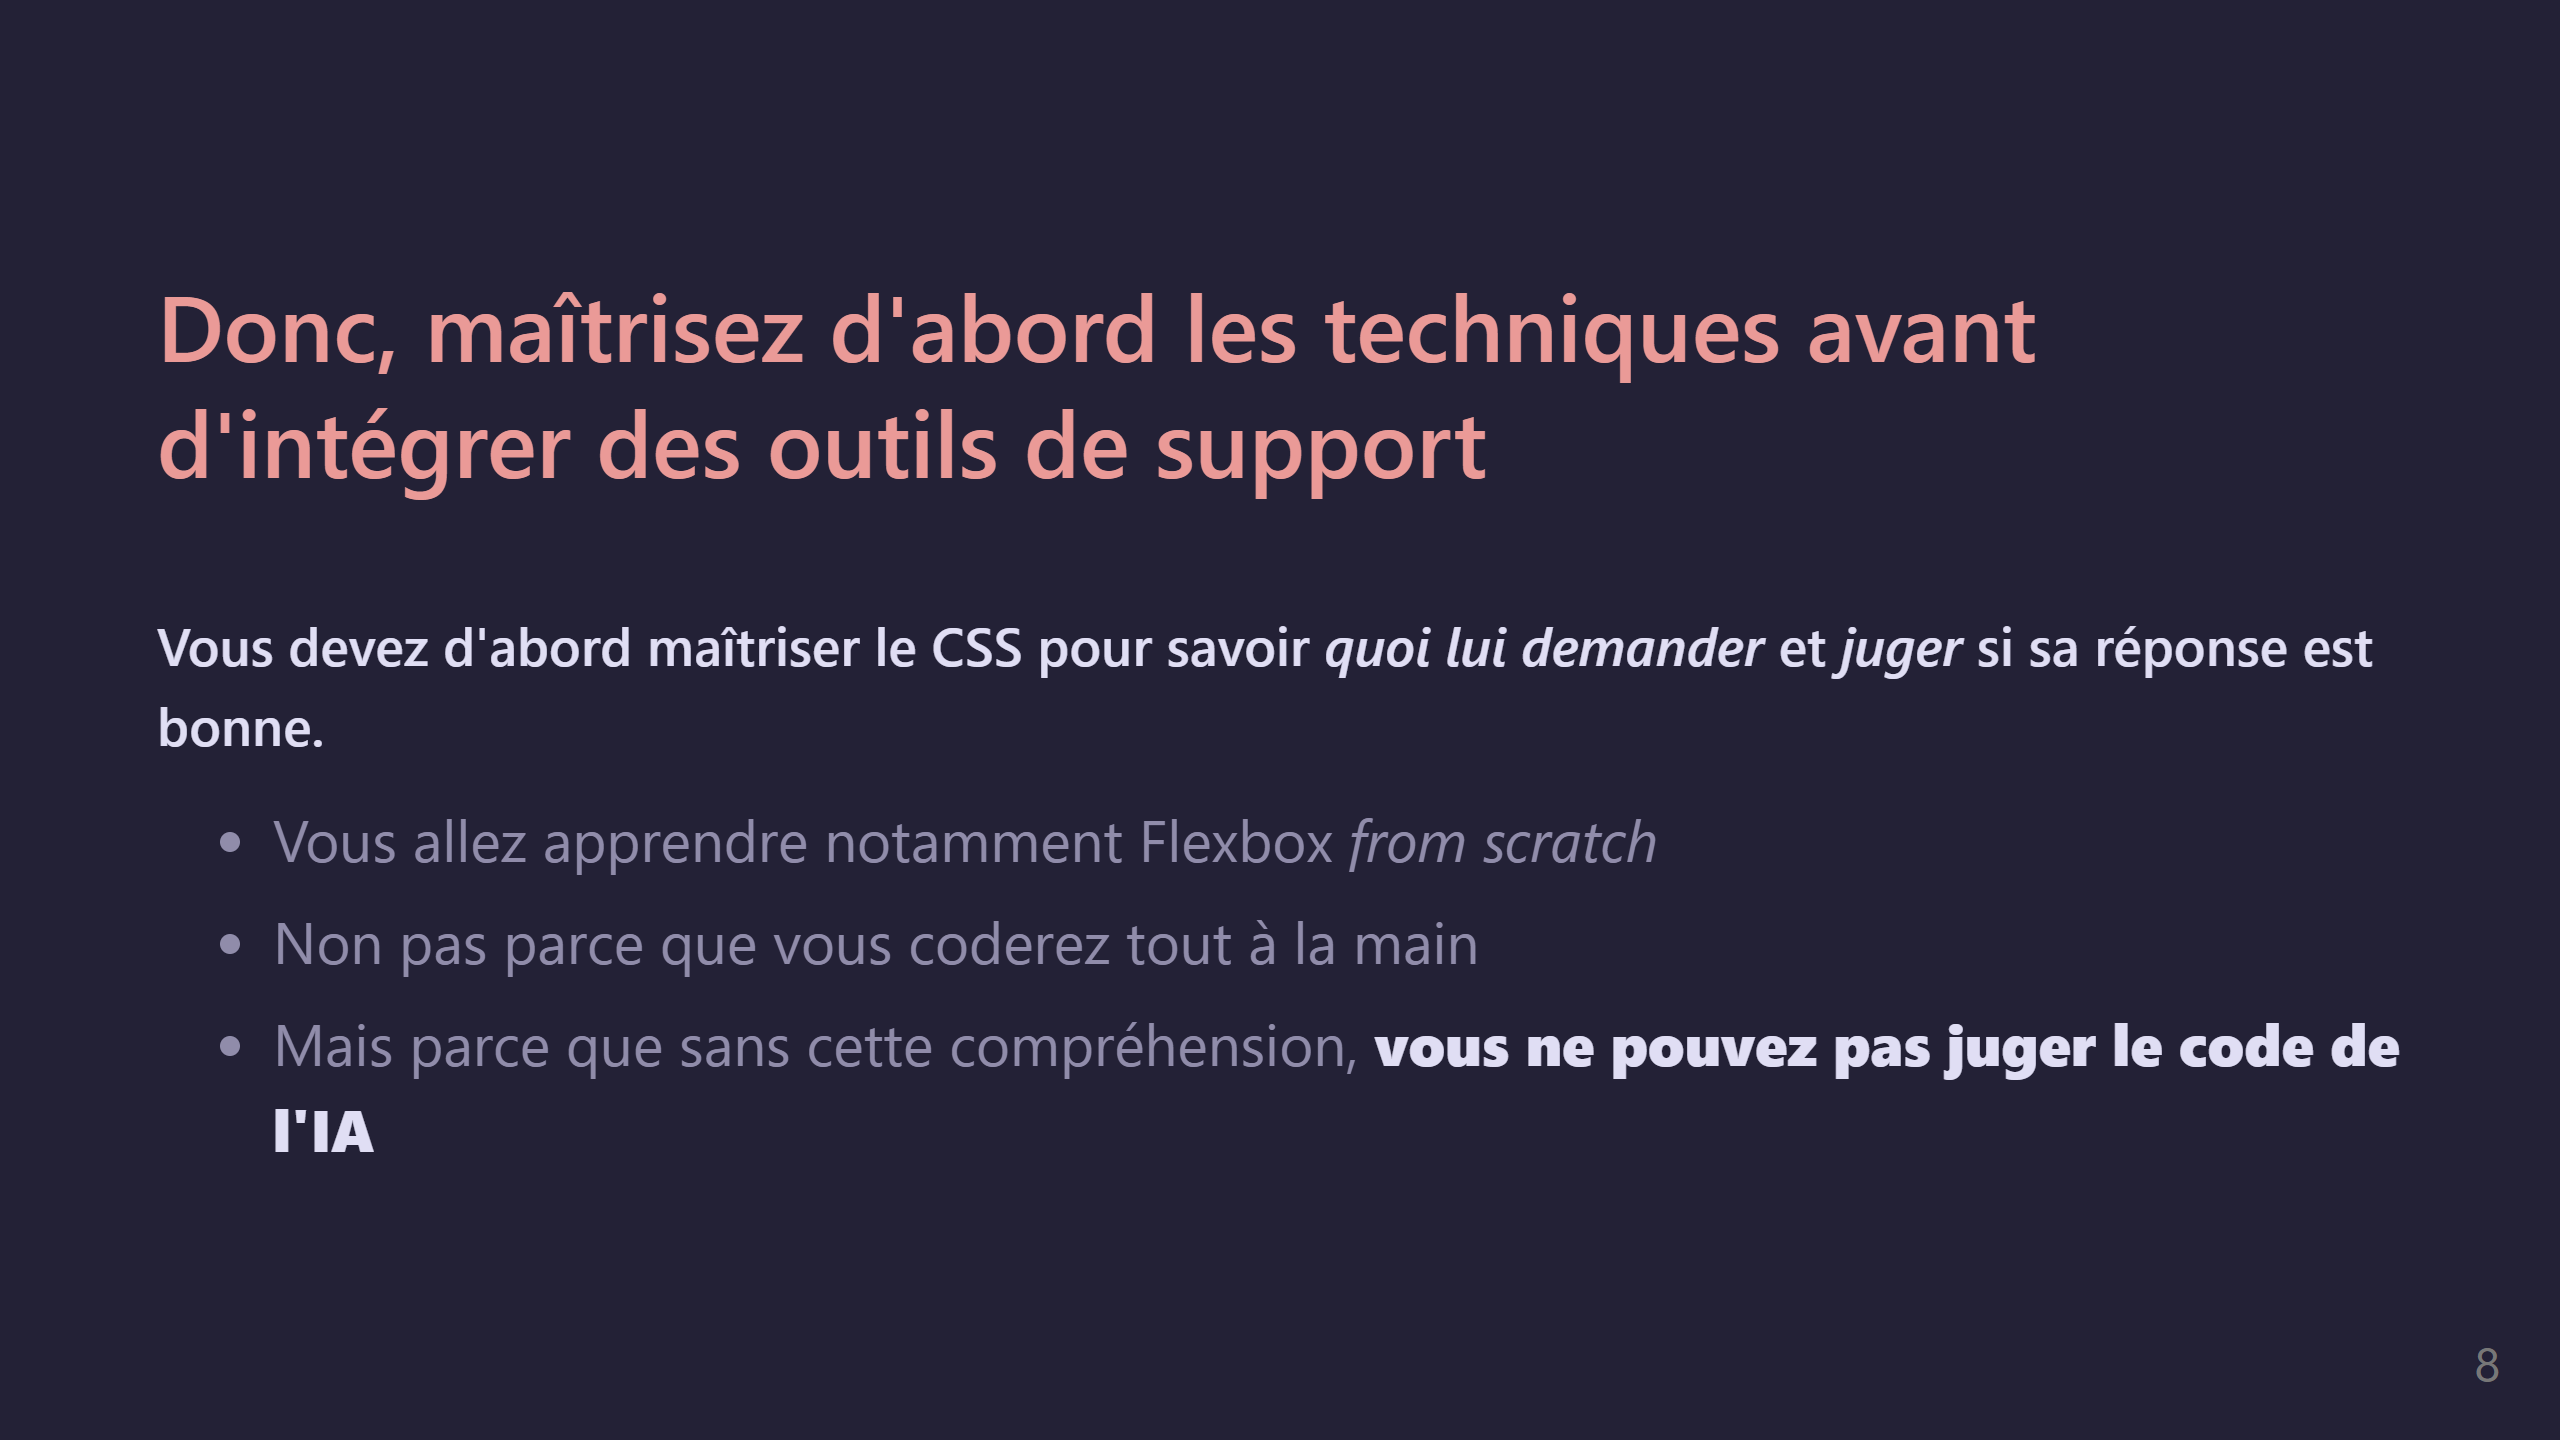 Donc, maîtrisez d'abord les techniques avant
d'intégrer des outils de support
Vous devez d'abord maîtriser le CSS pour savoir quoi lui demander et juger si sa réponse est
bonne.
• Vous allez apprendre notamment Flexbox from scratch
• Non pas parce que vous coderez tout à la main
• Mais parce que sans cette compréhension, vous ne pouvez pas juger le code de
l'IA
8